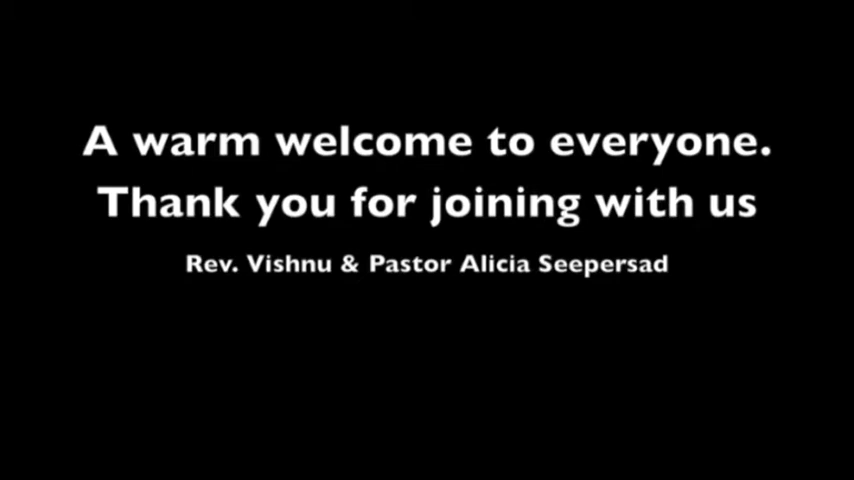 A warm welcome to everyone.
Thank you for joining with us
Rev. Vishnu & Pastor Alicia Seepersad